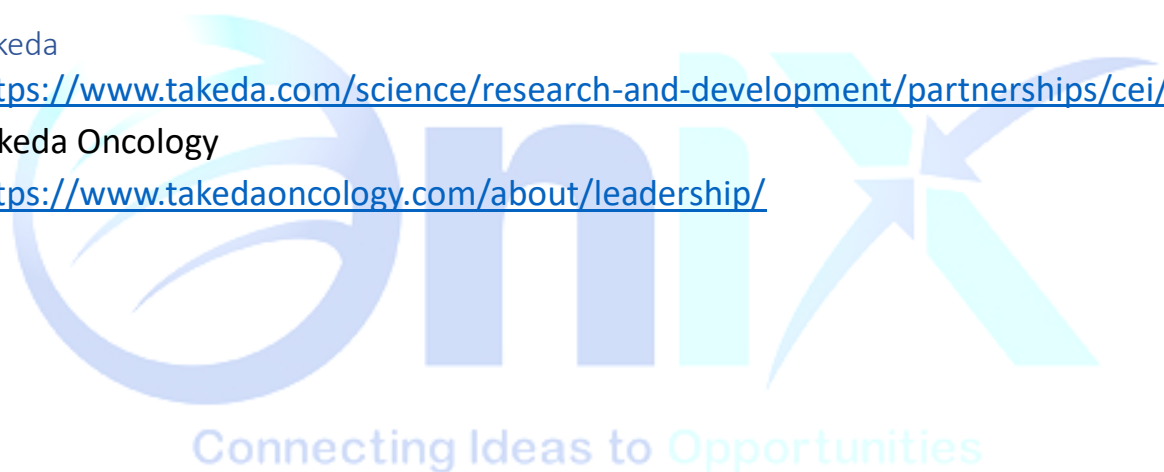 keda
tps://www.takeda.com/science/research-and-development/partnerships/cei/
keda Oncology
tps://www.takedaoncology.com/about/leadership/
Onix
Connecting Ideas to Opportunities